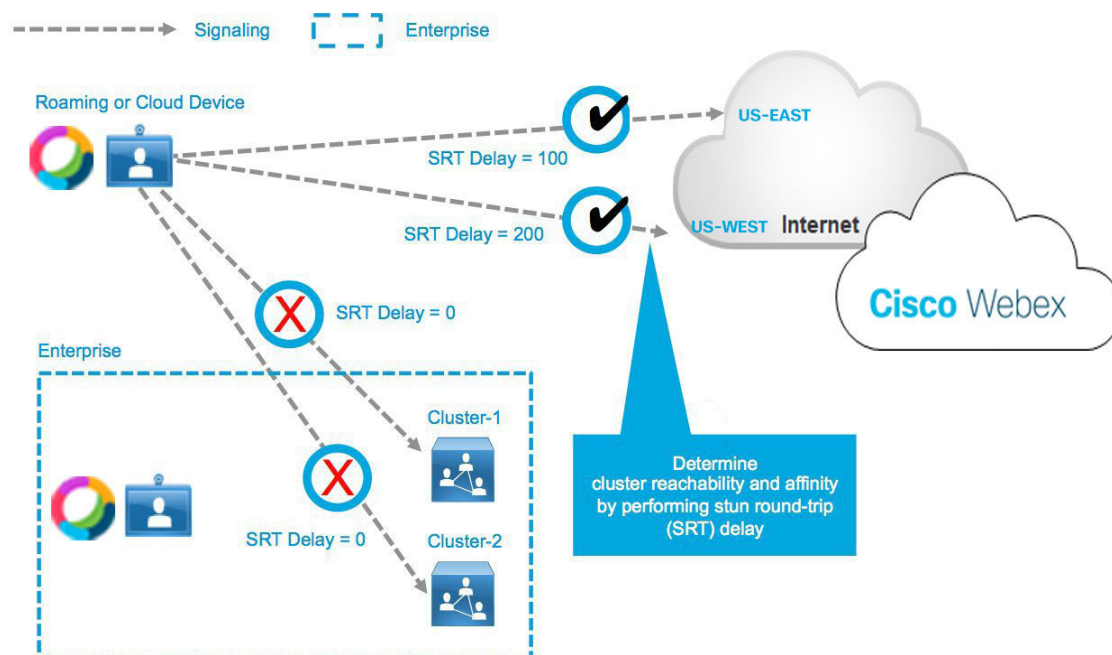 Signaling
Enterprise
Roaming or Cloud Device
US-EAST
SRT Delay = 100
US-WEST Internet
SRT Delay = 200
Cisco Webex
X
SRT Delay = 0
Enterprise
Cluster-1
X
SRT Delay = 0
Cluster-2
Determine
cluster reachability and affinity
by performing stun round-trip
(SRT) delay